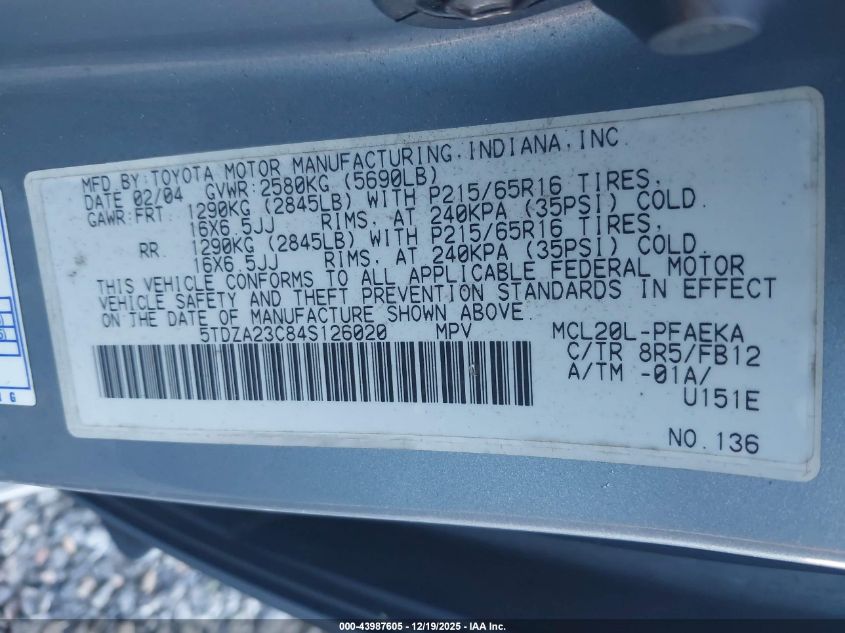 MFD.BY:TOYOTA MOTOR MANUFACTURING,INDIANA,INC.
DATE 02/04 GVWR:2580KG (5690LB)
GAWR:FRT. 1290KG (2845LB) WITH P215/65R16 TIRES,
16X6.5JJ RIMS, AT 240KPA (35PSI) COLD.
RR. 1290KG (2845LB) WITH P215/65R16 TIRES,
16X6.5JJ RIMS, AT 240KPA (35PSI) COLD.
THIS VEHICLE CONFORMS TO ALL APPLICABLE FEDERAL MOTOR
VEHICLE SAFETY AND THEFT PREVENTION STANDARDS IN EFFECT
ON THE DATE OF MANUFACTURE SHOWN ABOVE.
5TDZA23C84S126020 MPV MCL20L-PFAEKA
C/TR 8R5/FB12
A/TM -01A/
U151E
NO.136
000-43987605 - 12/19/2025 - IAA Inc.